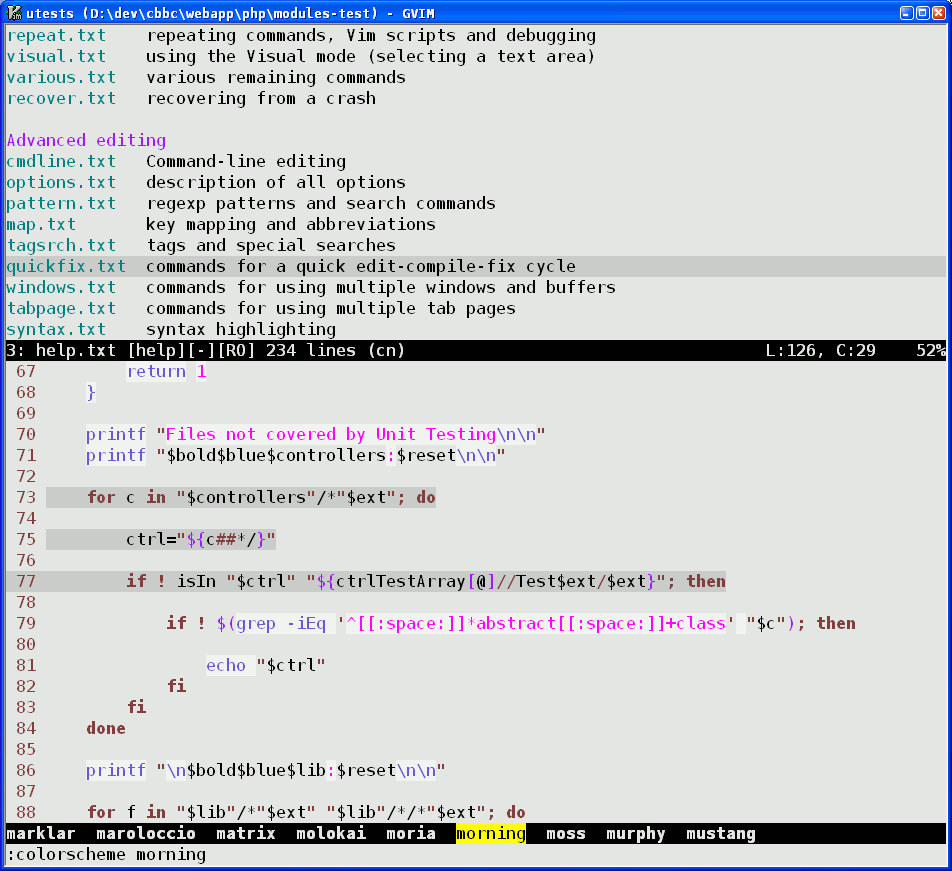 utests (D:\dev\cbbc\webapp\php\modules-test) - GVIM
repeat.txt    repeating commands, Vim scripts and debugging
visual.txt    using the Visual mode (selecting a text area)
various.txt   various remaining commands
recover.txt   recovering from a crash
Advanced editing
cmdline.txt   Command-line editing
options.txt   description of all options
pattern.txt   regexp patterns and search commands
map.txt       key mapping and abbreviations
tagsrch.txt   tags and special searches
quickfix.txt  commands for a quick edit-compile-fix cycle
windows.txt   commands for using multiple windows and buffers
tabpage.txt   commands for using multiple tab pages
syntax.txt    syntax highlighting
3: help.txt [help][-][RO] 234 lines (cn)                                    L:126, C:29    52%
 67         return 1
 68     }
 69
 70     printf "Files not covered by Unit Testing\n\n"
 71     printf "$bold$blue$controllers:$reset\n\n"
 72
 73     for c in "$controllers"/*"$ext"; do
 74
 75         ctrl="${c##*/}"
 76
 77         if ! isIn "$ctrl" "${ctrlTestArray[@]//Test$ext/$ext}"; then
 78
 79             if ! $(grep -iEq '^[[:space:]]*abstract[[:space:]]+class' "$c"); then
 80
 81                 echo "$ctrl"
 82             fi
 83         fi
 84     done
 85
 86     printf "\n$bold$blue$lib:$reset\n\n"
 87
 88     for f in "$lib"/*"$ext" "$lib"/*/*"$ext"; do
marklar  maroloccio  matrix  molokai  moria  morning  moss  murphy  mustang
:colorscheme morning